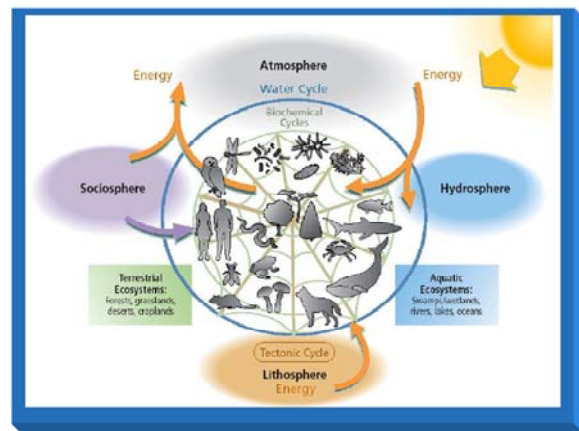 Atmosphere
Energy
Energy
Water Cycle
Biochemical
Cycles
Sociosphere
Hydrosphere
Terrestrial
Ecosystems:
Forests, grasslands,
deserts, croplands
Aquatic
Ecosystems:
Swamps/wetlands,
rivers, lakes, oceans
Tectonic Cycle
Lithosphere
Energy